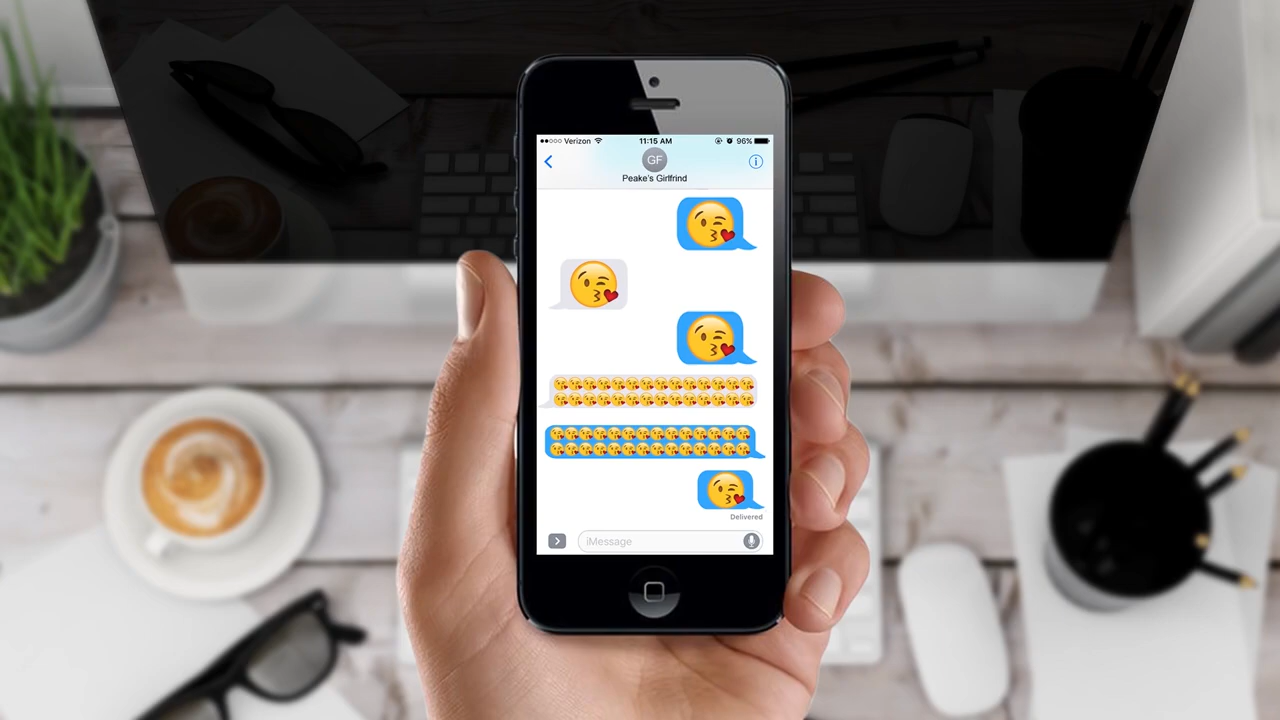 Verizon 11:15 AM 96%
GF
Peake's Girlfrind
Delivered
iMessage